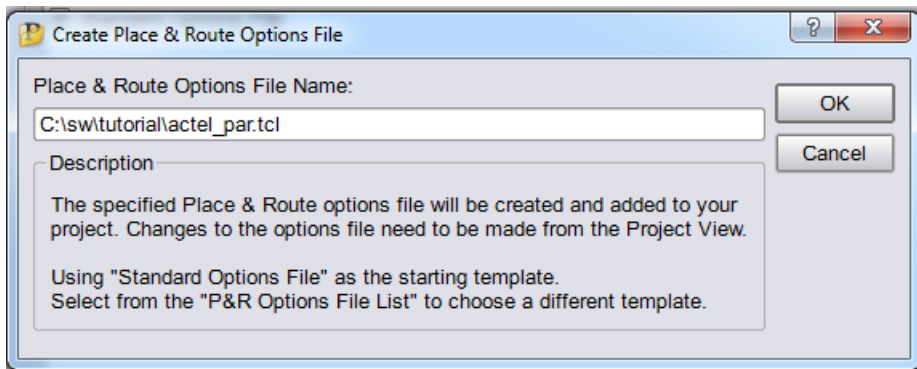 Create Place & Route Options File
Place & Route Options File Name:
C:\sw\tutorial\actel_par.tcl
OK
Cancel
Description
The specified Place & Route options file will be created and added to your
project. Changes to the options file need to be made from the Project View.
Using "Standard Options File" as the starting template.
Select from the "P&R Options File List" to choose a different template.